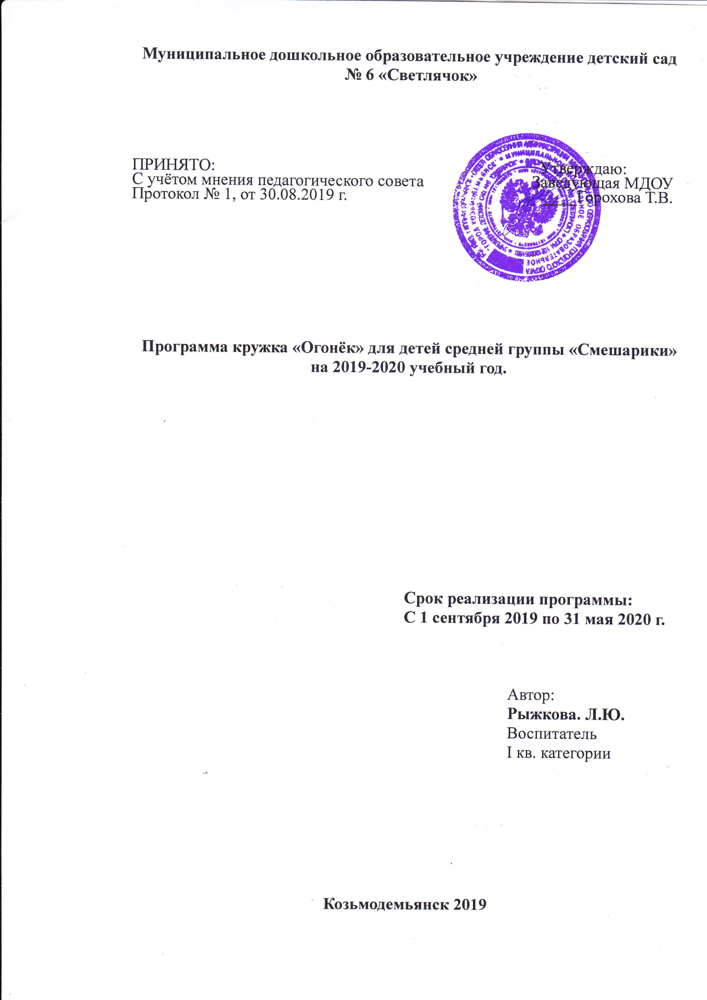 Муниципальное дошкольное образовательное учреждение детский сад
№ 6 «Светлячок»
ПРИНЯТО:
С учётом мнения педагогического совета
Протокол № 1, от 30.08.2019 г.
Утверждаю:
Заведующая МДОУ
____Горохова Т.В.
Программа кружка «Огонёк» для детей средней группы «Смешарики»
на 2019-2020 учебный год.
Срок реализации программы:
С 1 сентября 2019 по 31 мая 2020 г.
Автор:
Рыжкова. Л.Ю.
Воспитатель
I кв. категории
Козьмодемьянск 2019